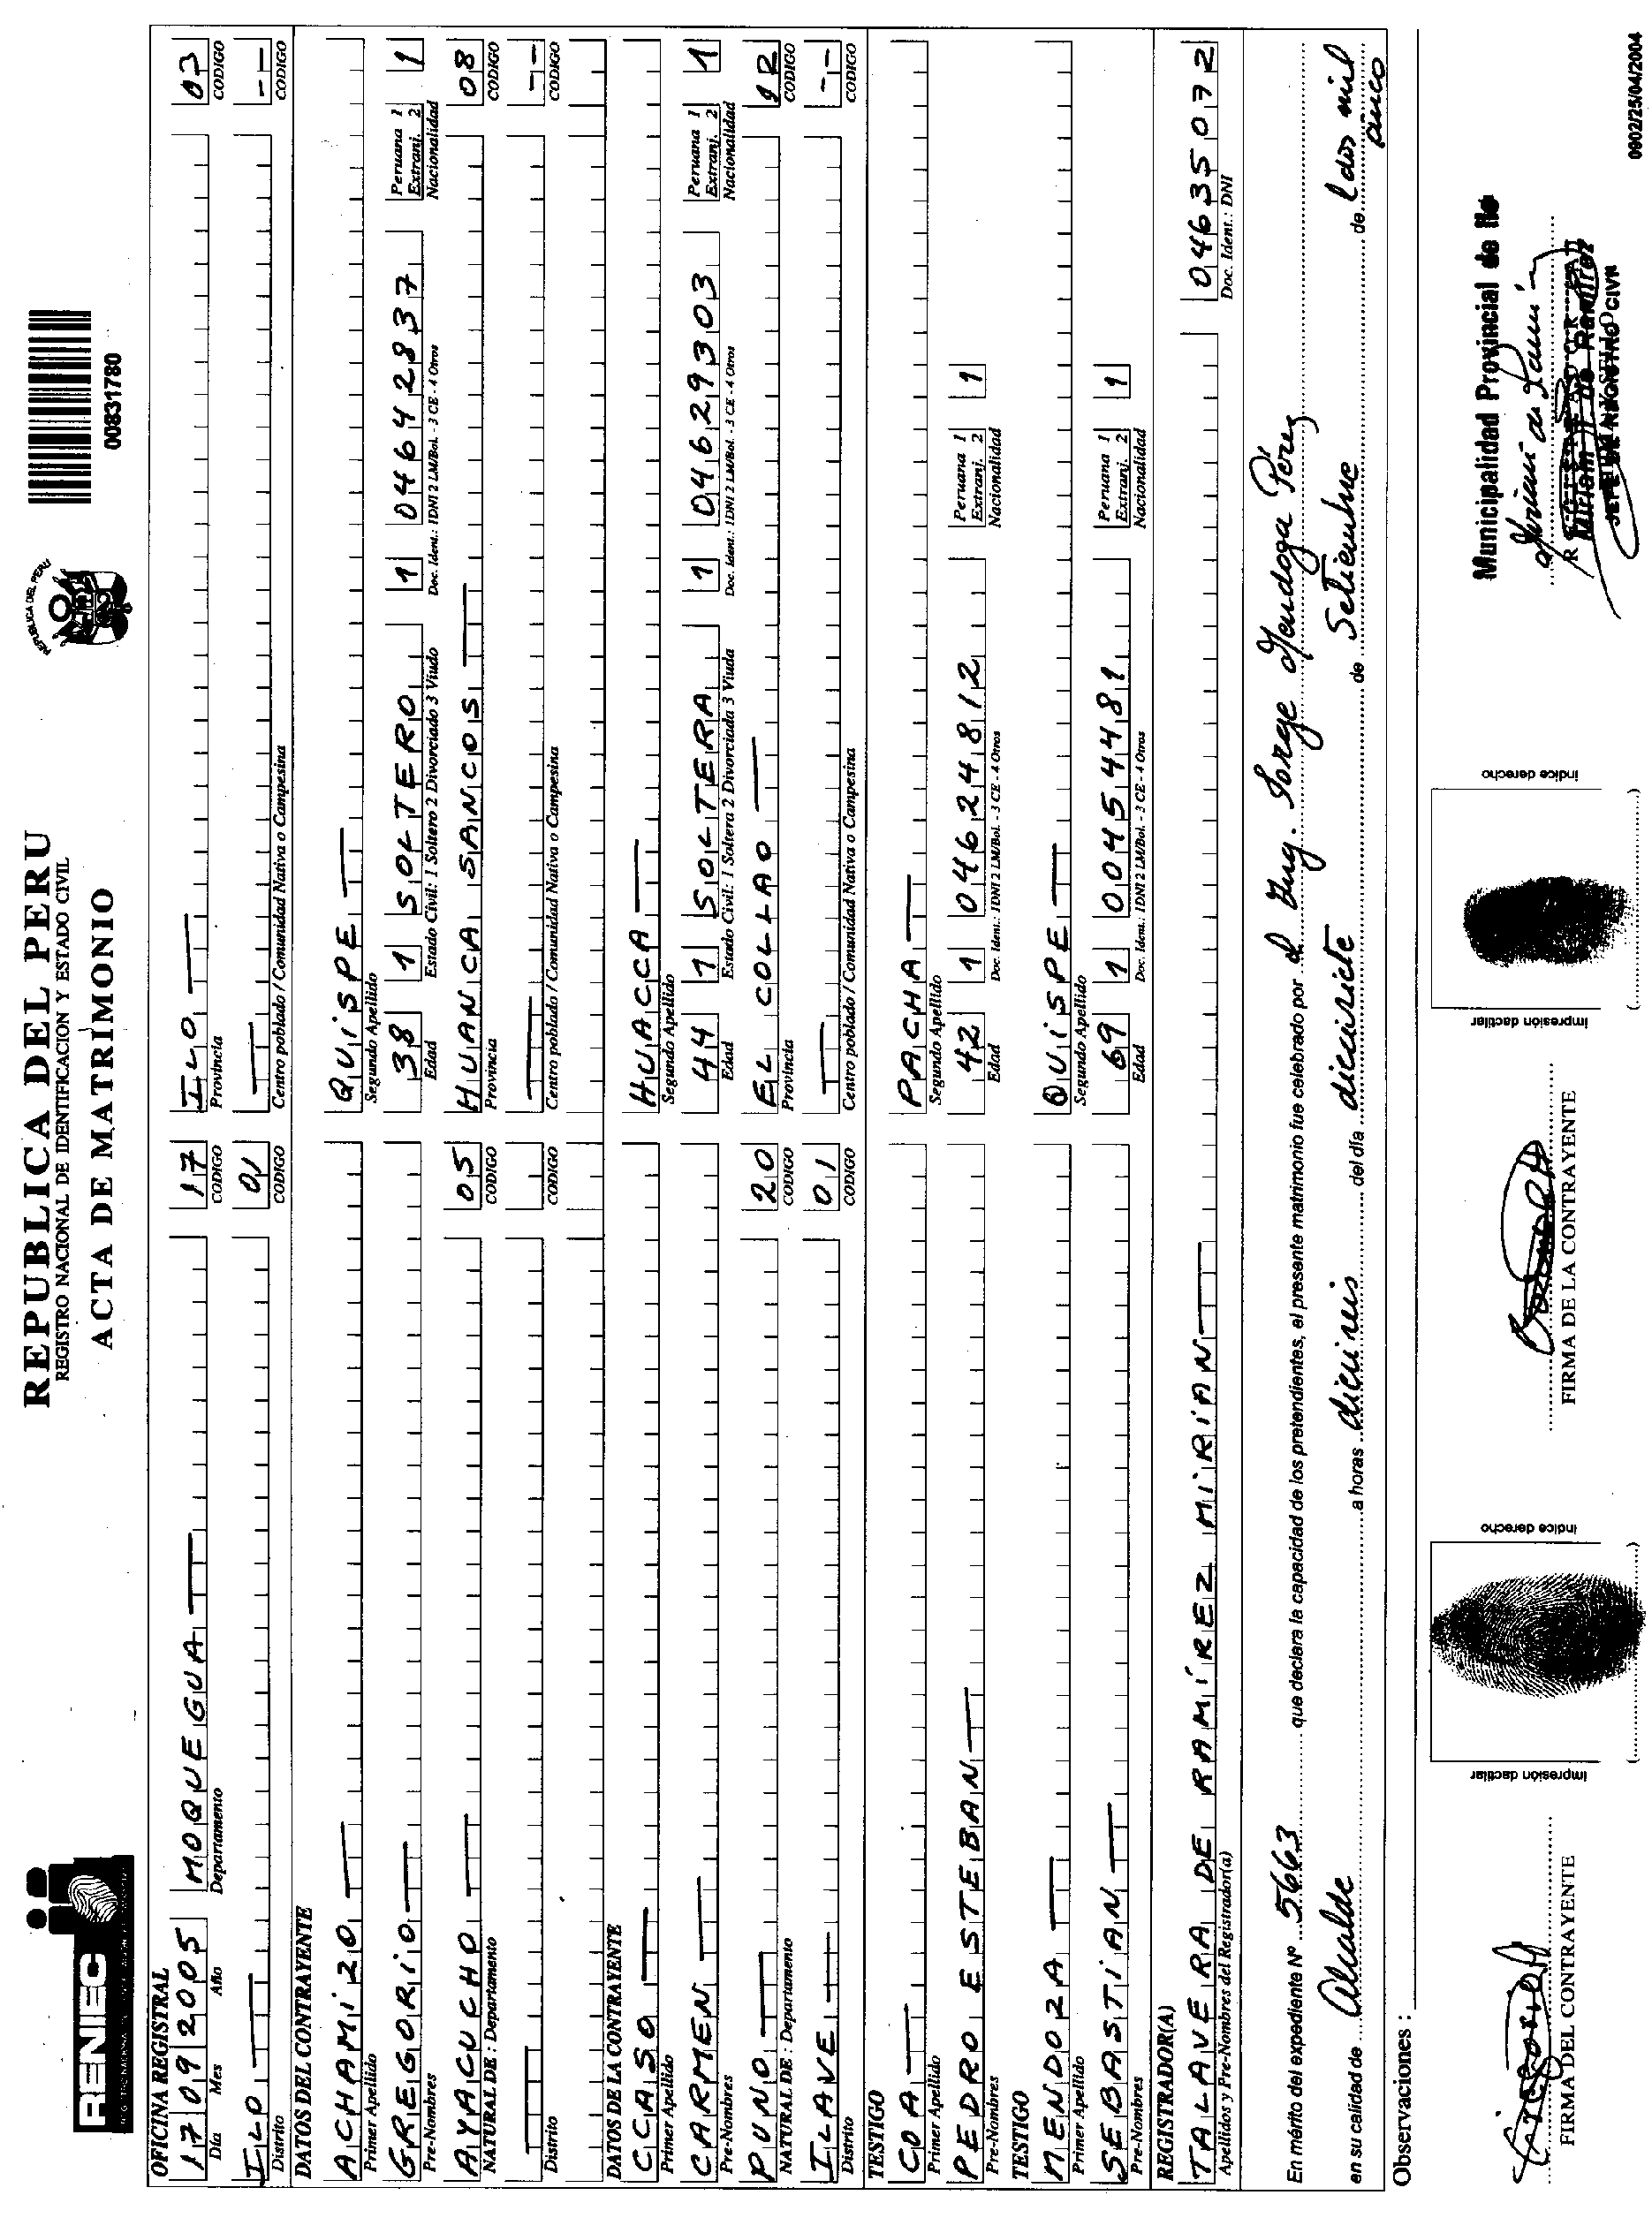 RENIEC
REPUBLICA DEL PERU
REGISTRO NACIONAL DE IDENTIFICACION Y ESTADO CIVIL
ACTA DE MATRIMONIO
REPUBLICA DEL PERU
00831780
OFICINA REGISTRAL
17 09 2005 MOQUEGUA 17 ILO 03
Día Mes Año Departamento CODIGO Provincia CODIGO
ILO 01 --
Distrito CODIGO Centro poblado / Comunidad Nativa o Campesina CODIGO
DATOS DEL CONTRAYENTE
ACHAMIZO QUISPE
Primer Apellido Segundo Apellido
GREGORIO 38 1 SOLTERO 1 04642837 Peruana 1 Extranj. 2 1
Pre-Nombres Edad Estado Civil: 1 Soltero 2 Divorciado 3 Viudo Doc. Ident.: 1DNI 2 LM/Bol. - 3 CE - 4 Otros Nacionalidad
AYACUCHO 05 HUANCA SANCOS 08
NATURAL DE : Departamento CODIGO Provincia CODIGO
--
Distrito CODIGO Centro poblado / Comunidad Nativa o Campesina CODIGO
DATOS DE LA CONTRAYENTE
CCASO HUACCA
Primer Apellido Segundo Apellido
CARMEN 44 1 SOLTERA 1 04629303 Peruana 1 Extranj. 2 1
Pre-Nombres Edad Estado Civil: 1 Soltera 2 Divorciada 3 Viuda Doc. Ident.: 1DNI 2 LM/Bol. - 3 CE - 4 Otros Nacionalidad
PUNO 20 EL COLLAO 12
NATURAL DE : Departamento CODIGO Provincia CODIGO
ILAVE 01 --
Distrito CODIGO Centro poblado / Comunidad Nativa o Campesina CODIGO
TESTIGO
COA PACHA
Primer Apellido Segundo Apellido
PEDRO ESTEBAN 42 1 04624812 Peruana 1 Extranj. 2 1
Pre-Nombres Edad Doc. Ident.: 1DNI 2 LM/Bol. - 3 CE - 4 Otros Nacionalidad
TESTIGO
MENDOZA QUISPE
Primer Apellido Segundo Apellido
SEBASTIAN 69 1 00454481 Peruana 1 Extranj. 2 1
Pre-Nombres Edad Doc. Ident.: 1DNI 2 LM/Bol. - 3 CE - 4 Otros Nacionalidad
REGISTRADOR(A)
TALAVERA DE RAMÍREZ MIRIAN 04635072
Apellidos y Pre-Nombres del Registrador(a) Doc. Ident.: DNI
En mérito del expediente Nº 5663 que declara la capacidad de los pretendientes, el presente matrimonio fue celebrado por el Ing. Jorge Mendoza Pérez
en su calidad de Alcalde a horas dieciseis del día diecisiete de Setiembre de dos mil cinco
Observaciones :
Municipalidad Provincial de Ilo
FIRMA DEL CONTRAYENTE
impresión dactilar
índice derecho
FIRMA DE LA CONTRAYENTE
impresión dactilar
índice derecho
0902/25/04/2004